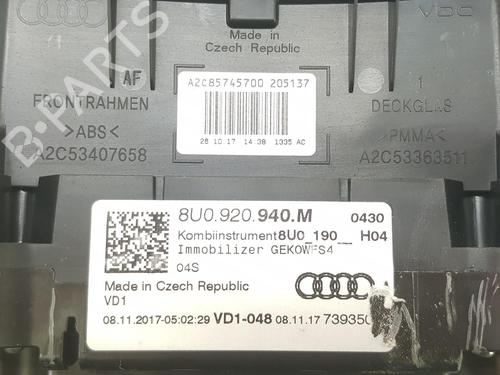 Made in
Czech Republic
VDC
AF
FRONTRAHMEN
>ABS<
A2C53407658
A2C85745700 205137
26 10.17 14:38 1335 AC
1
DECKGLAS
>PMMA<
A2C53363511
B-PARTS
8U0.920.940.M 0430
Kombiinstrument 8U0_190_ H04
Immobilizer GEKOWFS4
04S
Made in Czech Republic
VD1
08.11.2017-05:02:29 VD1-048 08.11.17 73935